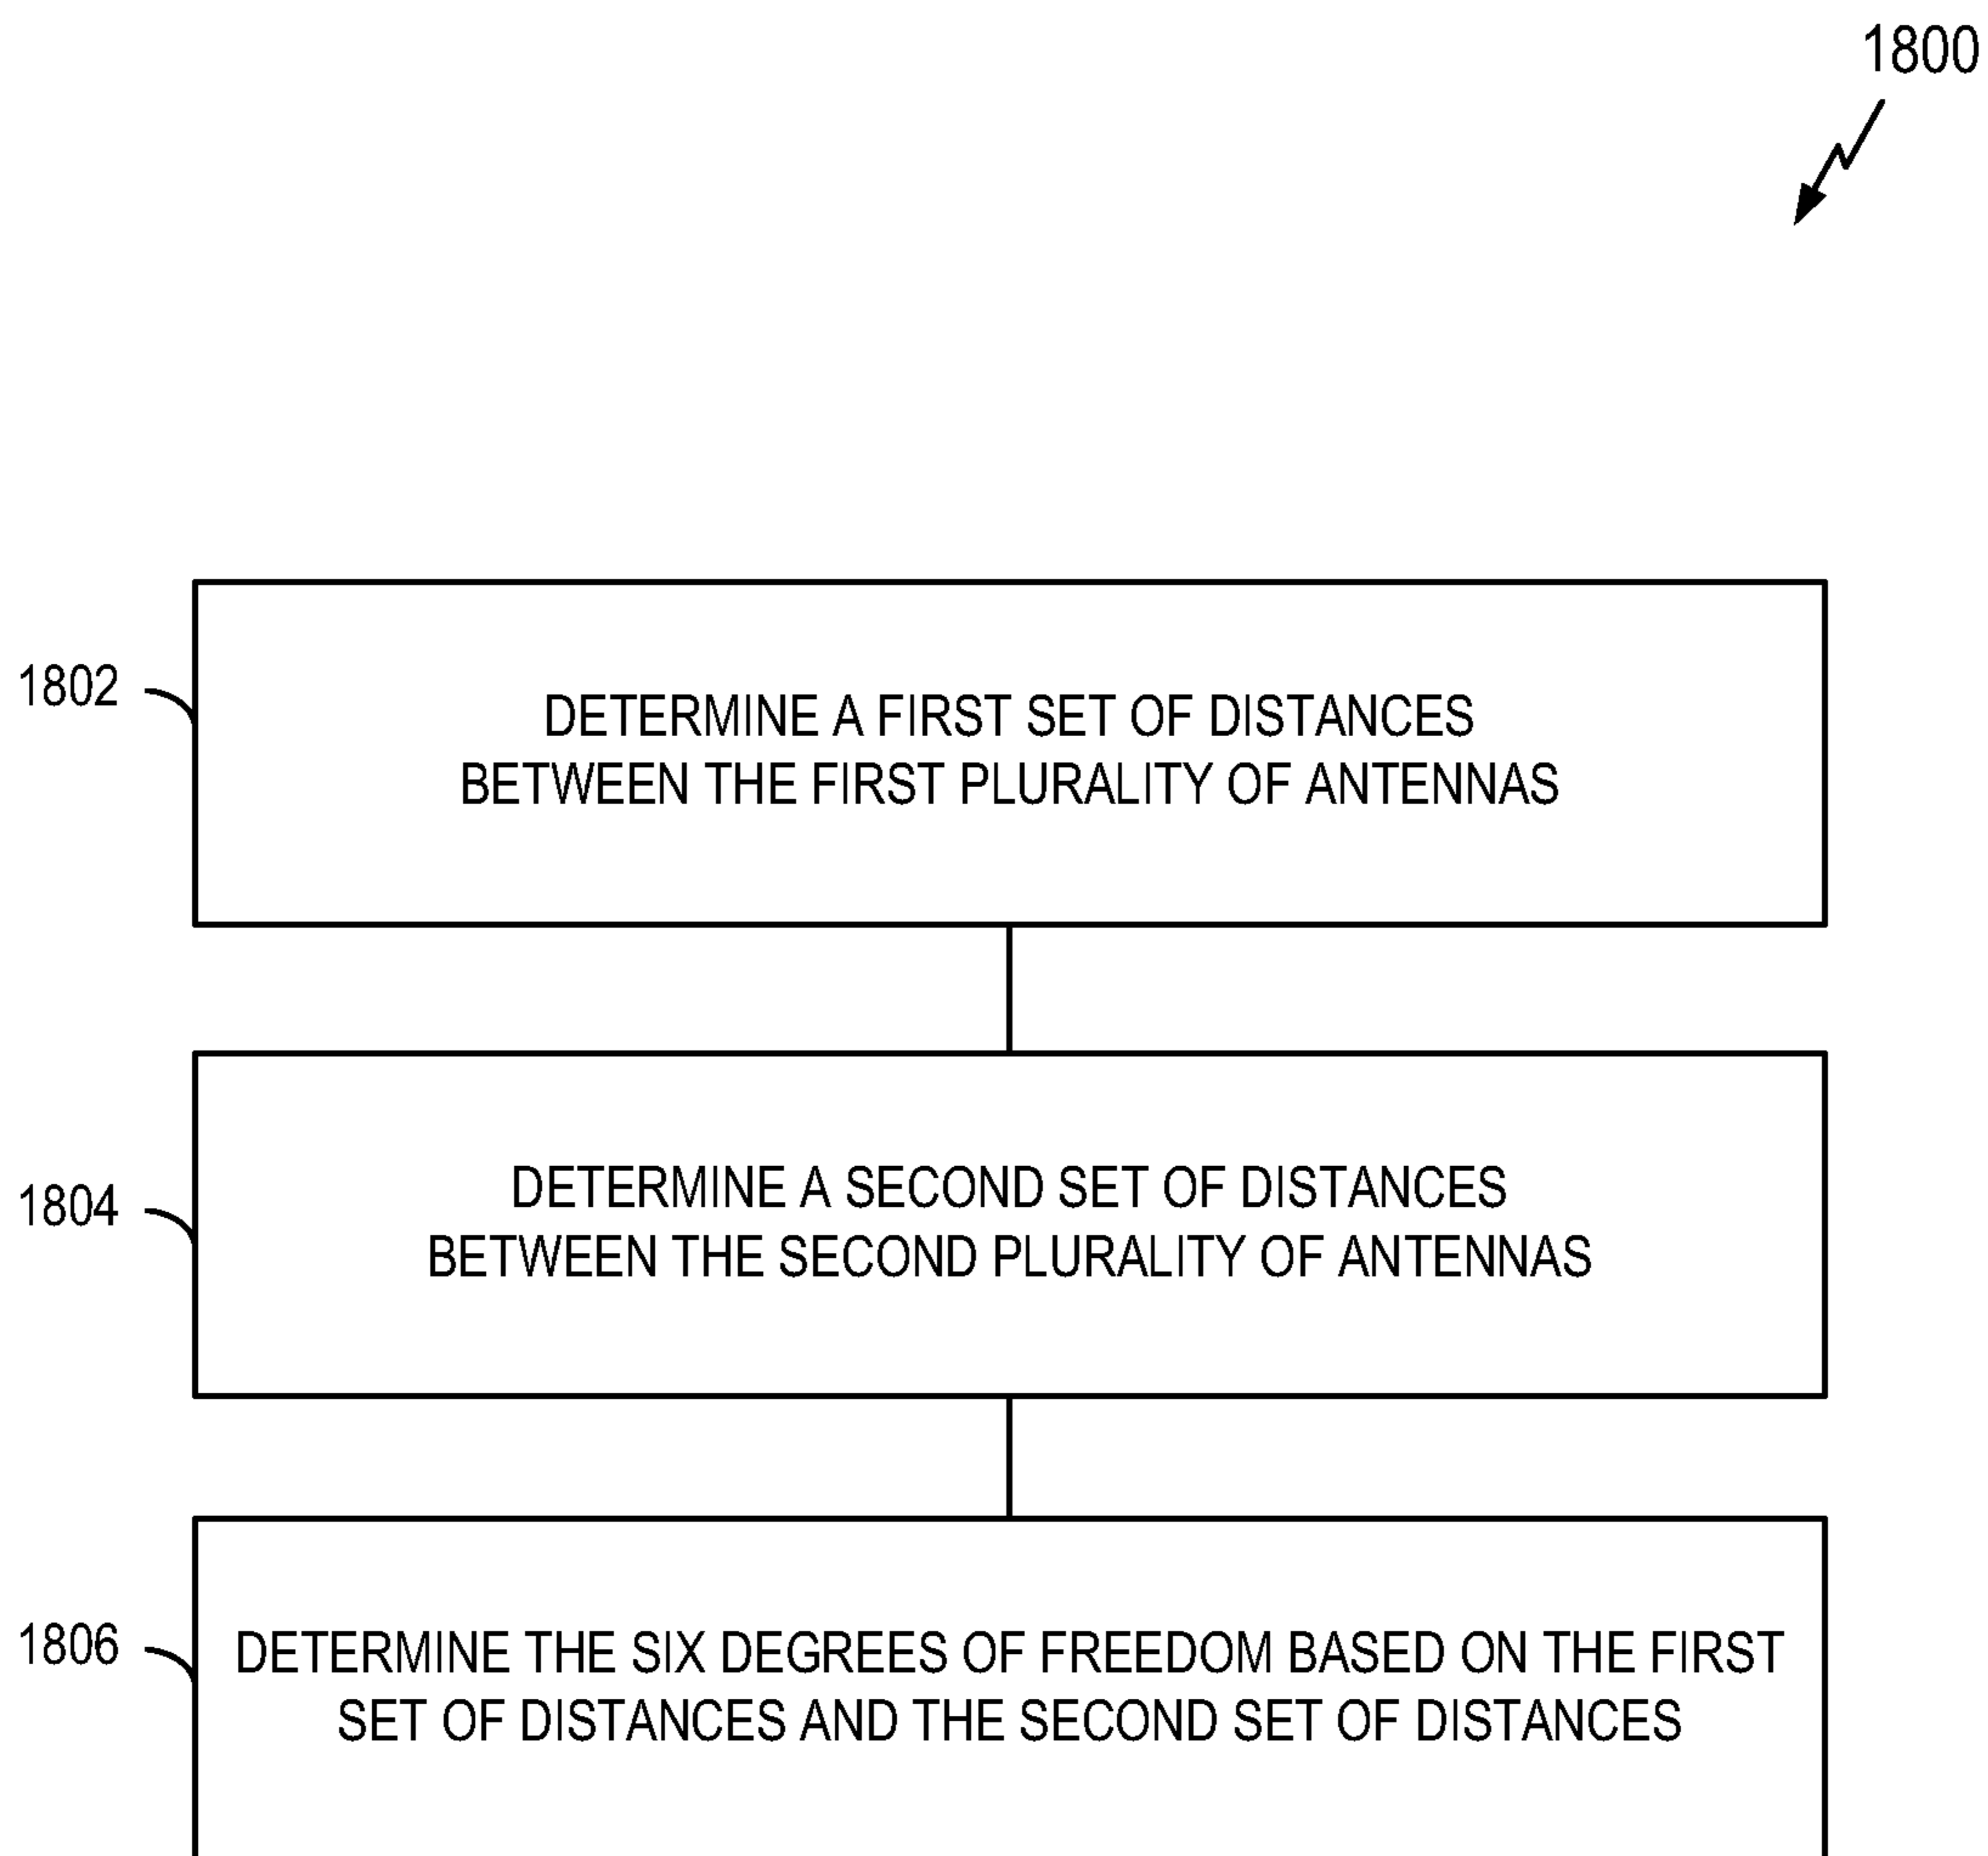 1800
1802
DETERMINE A FIRST SET OF DISTANCES
BETWEEN THE FIRST PLURALITY OF ANTENNAS
1804
DETERMINE A SECOND SET OF DISTANCES
BETWEEN THE SECOND PLURALITY OF ANTENNAS
1806
DETERMINE THE SIX DEGREES OF FREEDOM BASED ON THE FIRST
SET OF DISTANCES AND THE SECOND SET OF DISTANCES